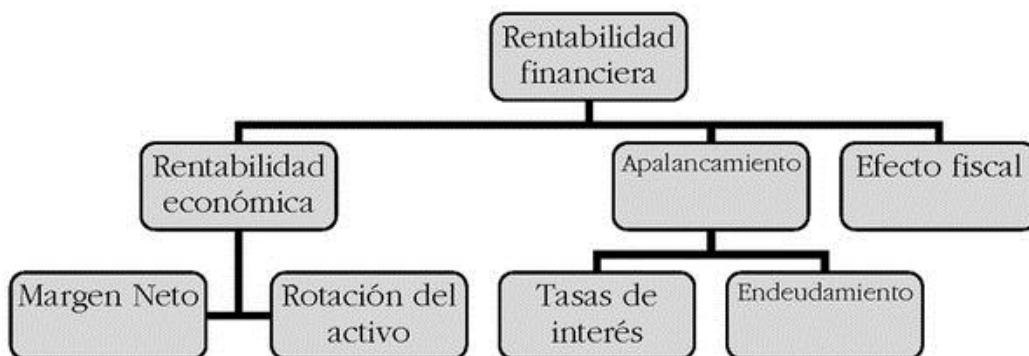 Rentabilidad
financiera
Rentabilidad
económica
Apalancamiento
Efecto fiscal
Margen Neto
Rotación del
activo
Tasas de
interés
Endeudamiento